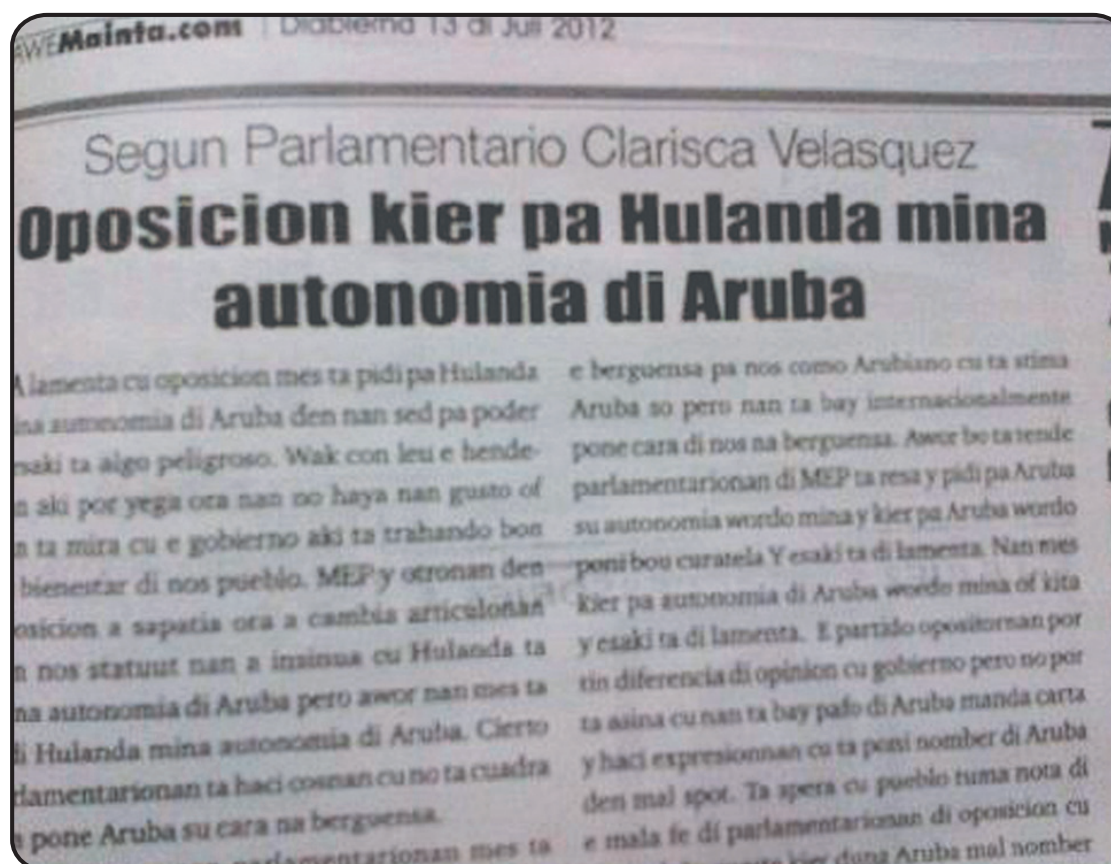 AWEMainta.com | Diabierna 13 di Juli 2012
Segun Parlamentario Clarisca Velasquez
Oposicion kier pa Hulanda mina
autonomia di Aruba
A lamenta cu oposicion mes ta pidi pa Hulanda
autonomia di Aruba den nan sed pa poder
ta algo peligroso. Wak con leu e hende-
aki por yega ora nan no haya nan gusto of
ta mira cu e gobierno aki ta trahando bon
bienestar di nos pueblo. MEP y otronan den
a sapatia ora a cambia articulonan
nos statuut nan a insinua cu Hulanda ta
autonomia di Aruba pero awor nan mes ta
Hulanda mina autonomia di Aruba. Cierto
ta haci cosnan cu no ta cuadra
pone Aruba su cara na berguensa.
parlamentarionan mes ta
e berguensa pa nos como Arubiano cu ta stima
Aruba so pero nan ta bay internacionalmente
pone cara di nos na berguensa. Awor bo ta tende
parlamentarionan di MEP ta resa y pidi pa Aruba
su autonomia wordo mina y kier pa Aruba wordo
poni bou curatela Y esaki ta di lamenta. Nan mes
kier pa autonomia di Aruba wordo mina of kita
y esaki ta di lamenta. E partido opositornan por
tin diferencia di opinion cu gobierno pero no por
ta asina cu nan ta bay pafo di Aruba manda carta
y haci expresionnan cu ta poni nomber di Aruba
den mal spot. Ta spera cu pueblo tuma nota di
e mala fe di parlamentarionan di oposicion cu
kier duna Aruba mal nomber